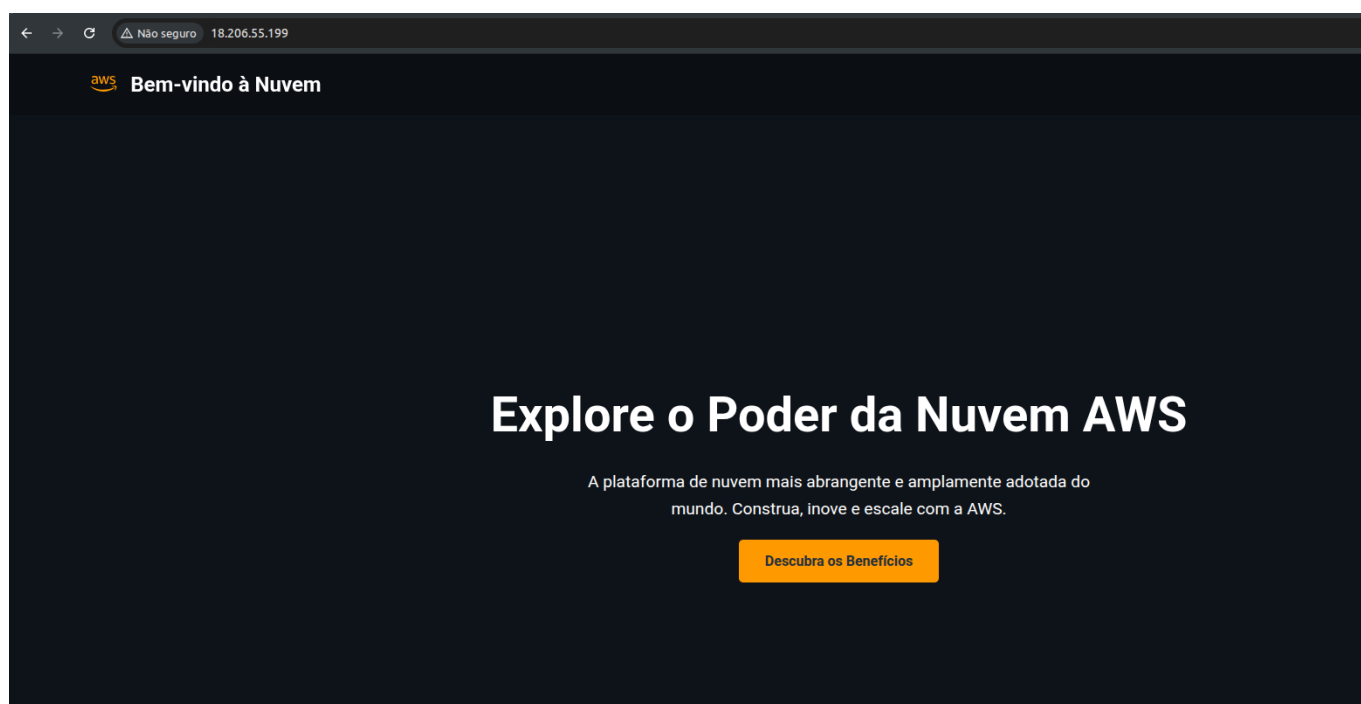 Não seguro 18.206.55.199
aws Bem-vindo à Nuvem
Explore o Poder da Nuvem AWS
A plataforma de nuvem mais abrangente e amplamente adotada do
mundo. Construa, inove e escale com a AWS.
Descubra os Benefícios